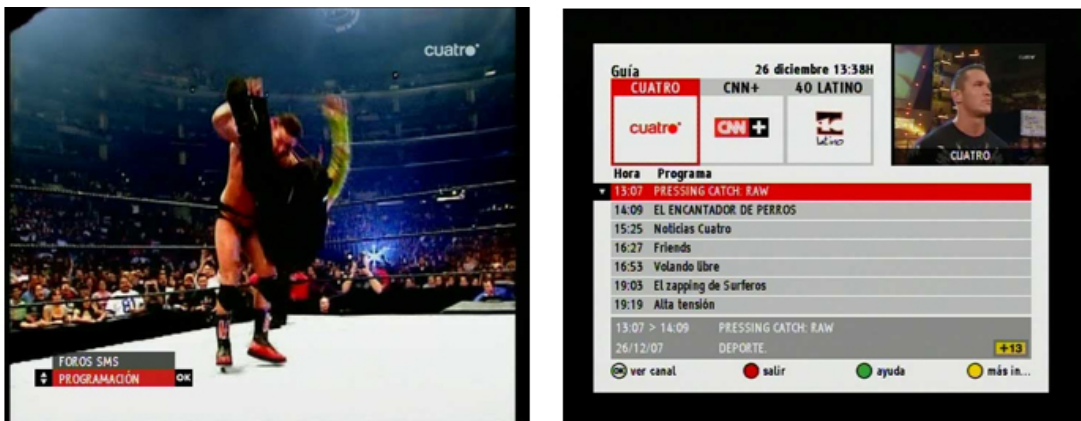 cuatro
FOROS SMS
PROGRAMACIÓN OK
Guía 26 diciembre 13:38H
CUATRO CNN+ 40 LATINO
cuatro CNN+ latino
CUATRO
Hora Programa
13:07 PRESSING CATCH: RAW
14:09 EL ENCANTADOR DE PERROS
15:25 Noticias Cuatro
16:27 Friends
16:53 Volando libre
19:03 El zapping de Surferos
19:19 Alta tensión
13:07 > 14:09 PRESSING CATCH: RAW
26/12/07 DEPORTE. +13
OK ver canal salir ayuda más in...